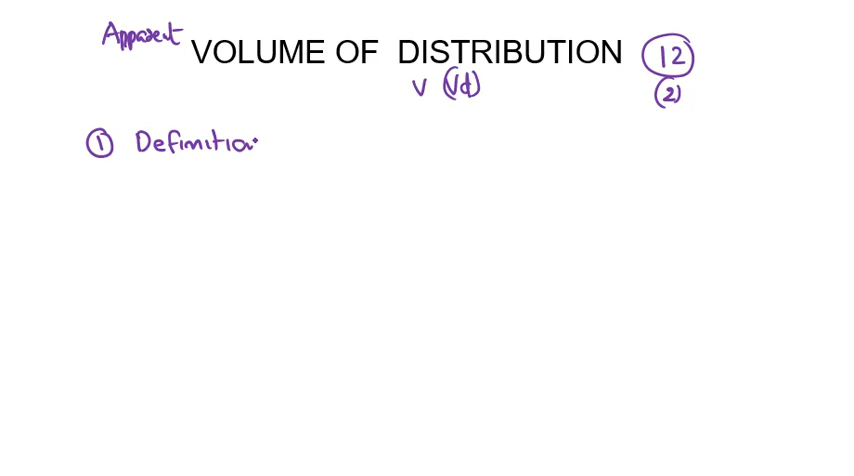 Apparent VOLUME OF DISTRIBUTION 12
V (Vd) (2)
1 Definition